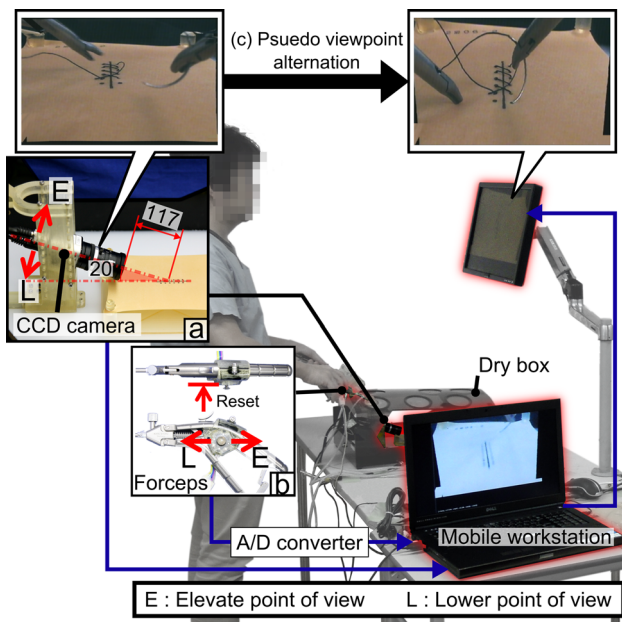 (c) Psuedo viewpoint
alternation
E
117
20
L
CCD camera
a
Dry box
Reset
L
E
Forceps
b
A/D converter
Mobile workstation
E : Elevate point of view L : Lower point of view